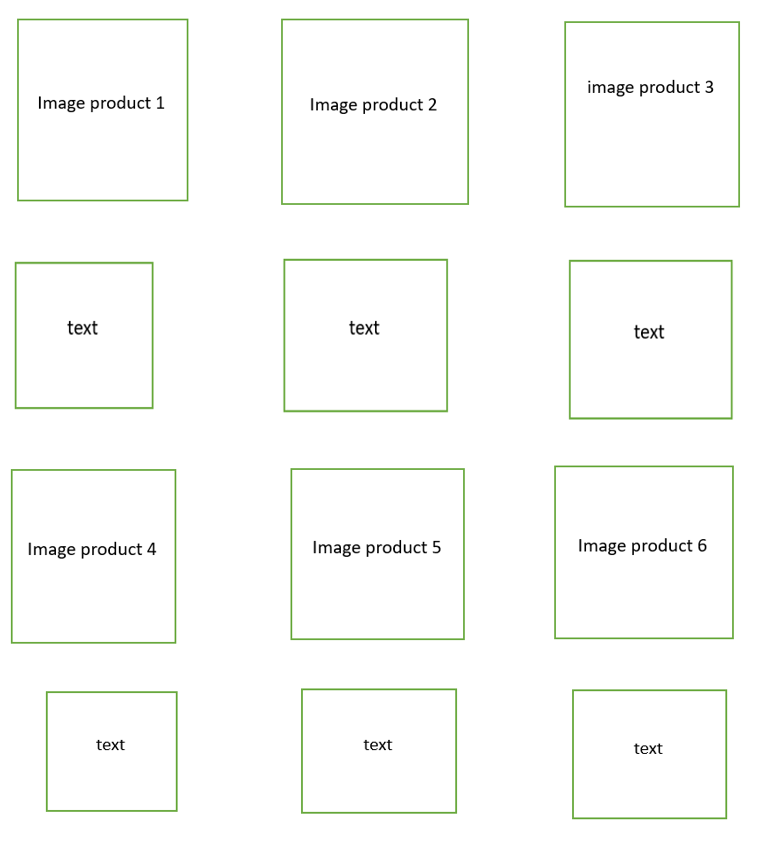 Image product 1
Image product 2
image product 3
text
text
text
Image product 4
Image product 5
Image product 6
text
text
text